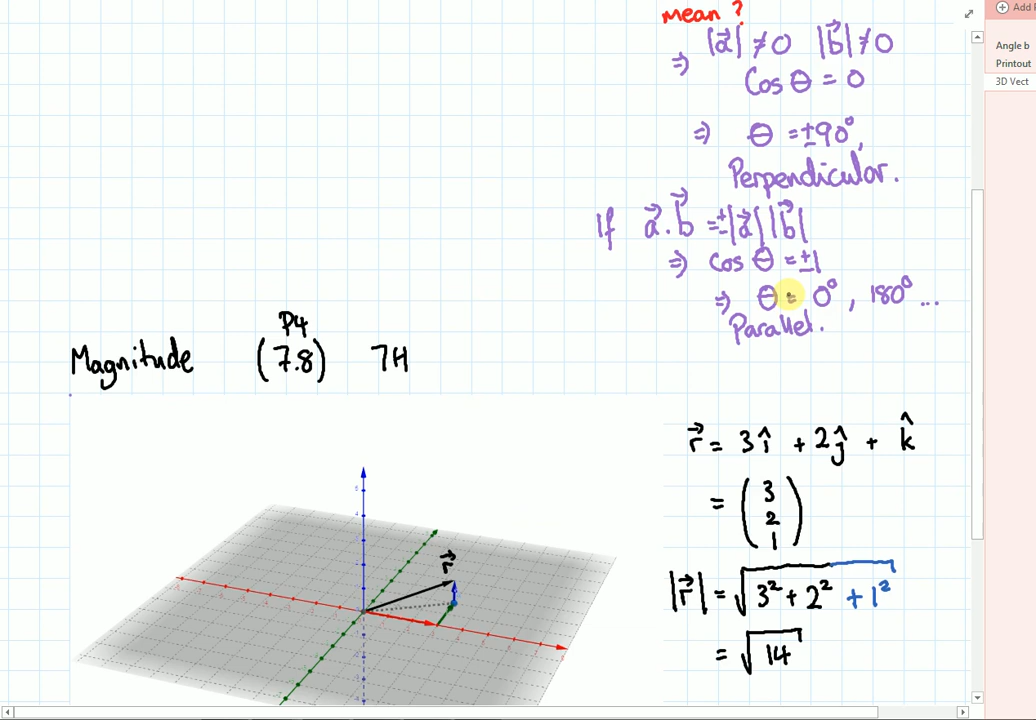 mean ?
⇒ |a⃗| ≠ 0 |b⃗| ≠ 0
Cos θ = 0
⇒ θ = ±90°,
Perpendicular.
If a⃗.b⃗ = ±|a⃗||b⃗|
⇒ cos θ = ±1
⇒ θ = 0°, 180° ...
Parallel.
P4
Magnitude (7.8) 7H
r⃗ = 3î + 2ĵ + k̂
= (3
2
1)
r⃗
|r⃗| = √(3² + 2² + 1²)
= √14
Add
Angle b
Printout
3D Vect